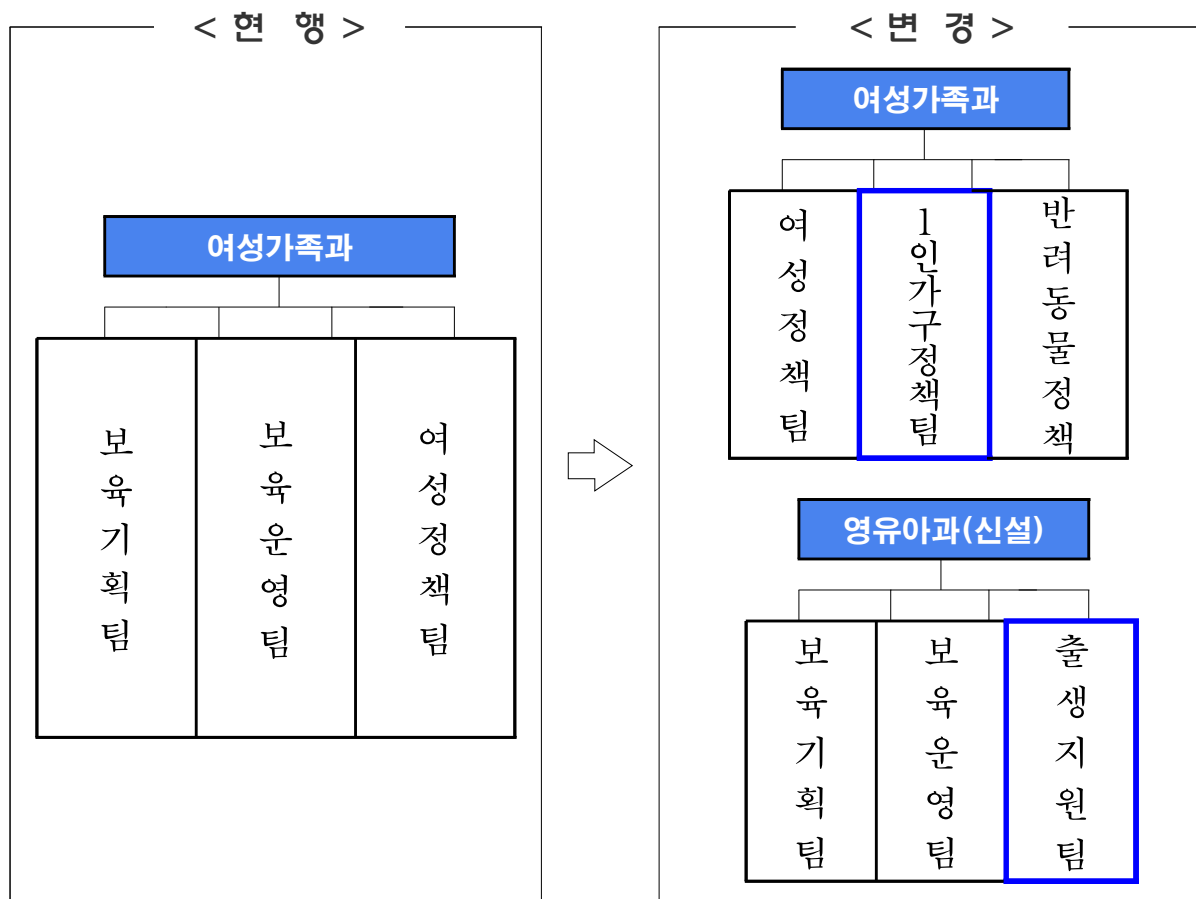 < 현 행 >
여성가족과
보육기획팀
보육운영팀
여성정책팀
< 변 경 >
여성가족과
여성정책팀
1인가구정책팀
반려동물정책
영유아과(신설)
보육기획팀
보육운영팀
출생지원팀